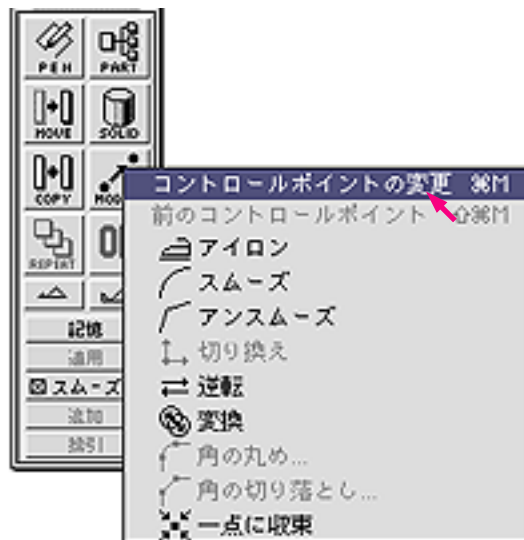 PEN PART
MOVE SOLID
COPY
REPEAT
記憶
適用
スムーズ
追加
コントロールポイントの変更 ⌘M
前のコントロールポイント ⇧⌘M
アイロン
スムーズ
アンスムーズ
切り換え
逆転
変換
角の丸め...
角の切り落とし...
一点に収束